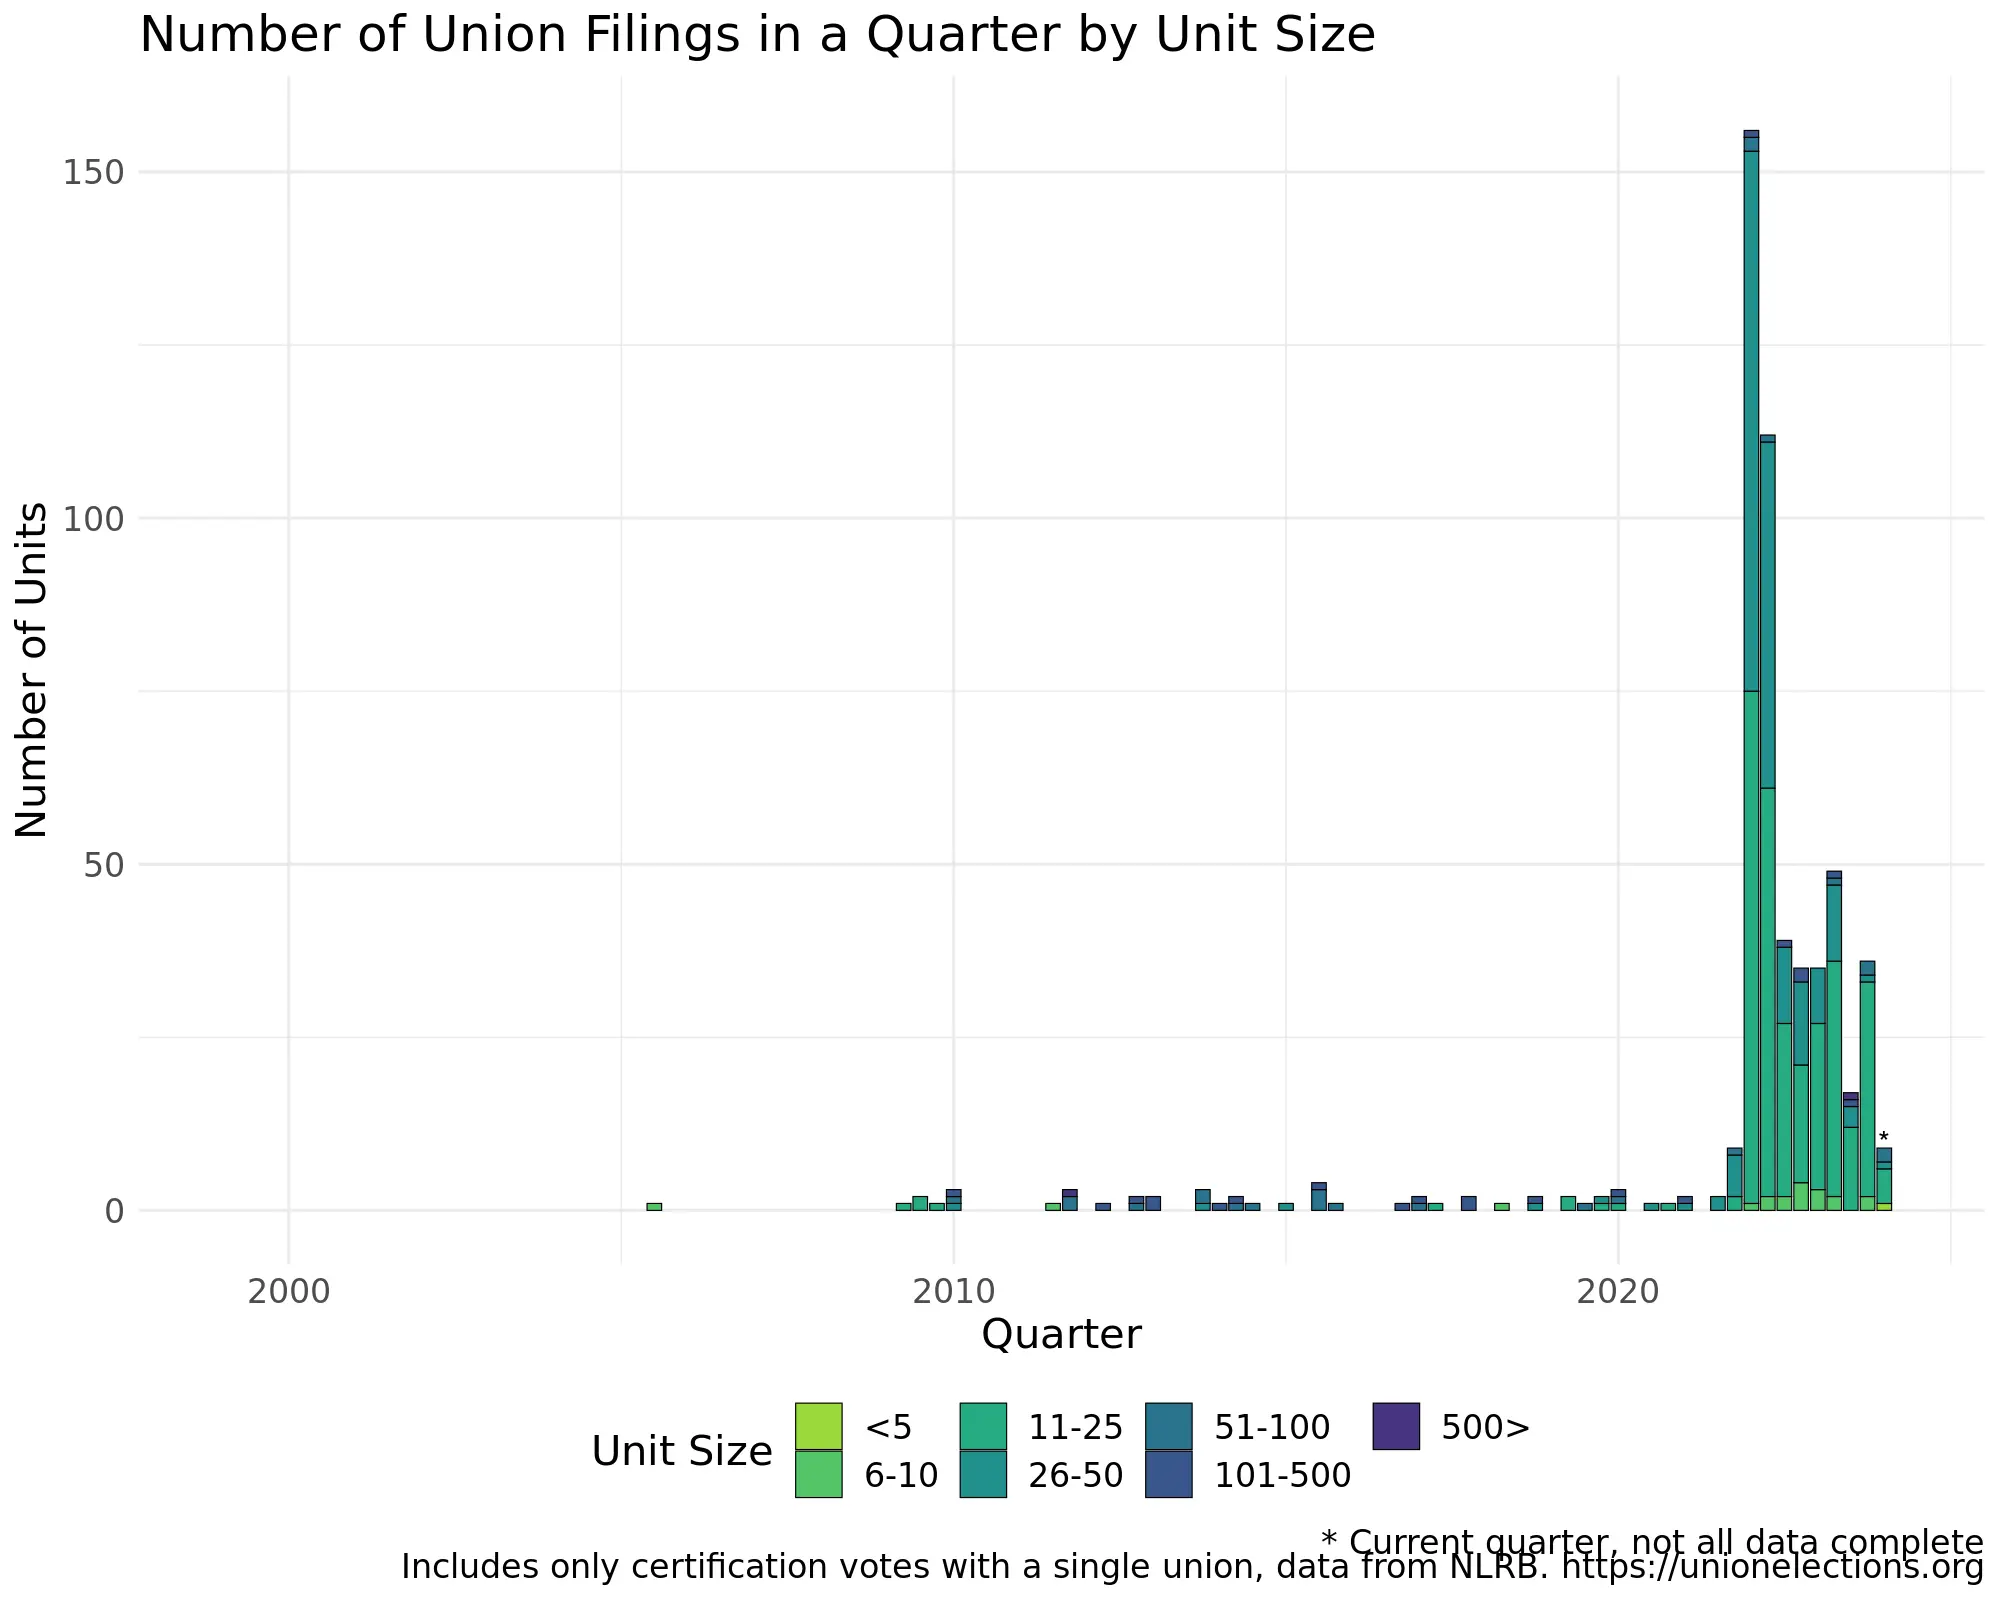 Number of Union Filings in a Quarter by Unit Size
Number of Units
150
100
50
0
*
2000 2010 2020
Quarter
Unit Size
<5 11-25 51-100 500>
6-10 26-50 101-500
* Current quarter, not all data complete
Includes only certification votes with a single union, data from NLRB. https://unionelections.org